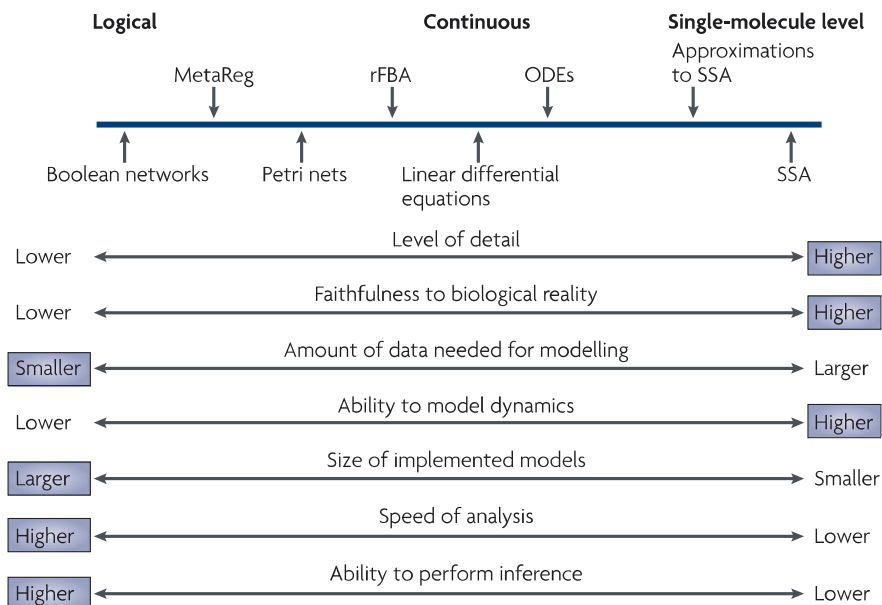 Logical Continuous Single-molecule level
MetaReg rFBA ODEs Approximations
to SSA
Boolean networks Petri nets Linear differential SSA
equations
Level of detail
Lower Higher
Faithfulness to biological reality
Lower Higher
Amount of data needed for modelling
Smaller Larger
Ability to model dynamics
Lower Higher
Size of implemented models
Larger Smaller
Speed of analysis
Higher Lower
Ability to perform inference
Higher Lower